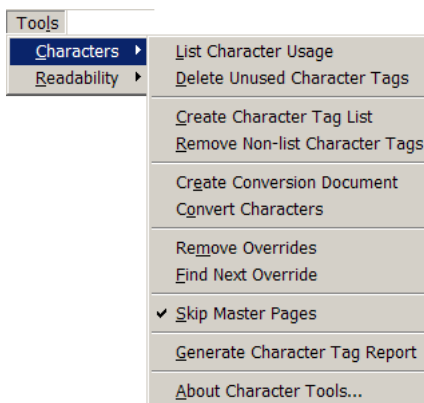 Tools
Characters
Readability
List Character Usage
Delete Unused Character Tags
Create Character Tag List
Remove Non-list Character Tags
Create Conversion Document
Convert Characters
Remove Overrides
Find Next Override
Skip Master Pages
Generate Character Tag Report
About Character Tools...